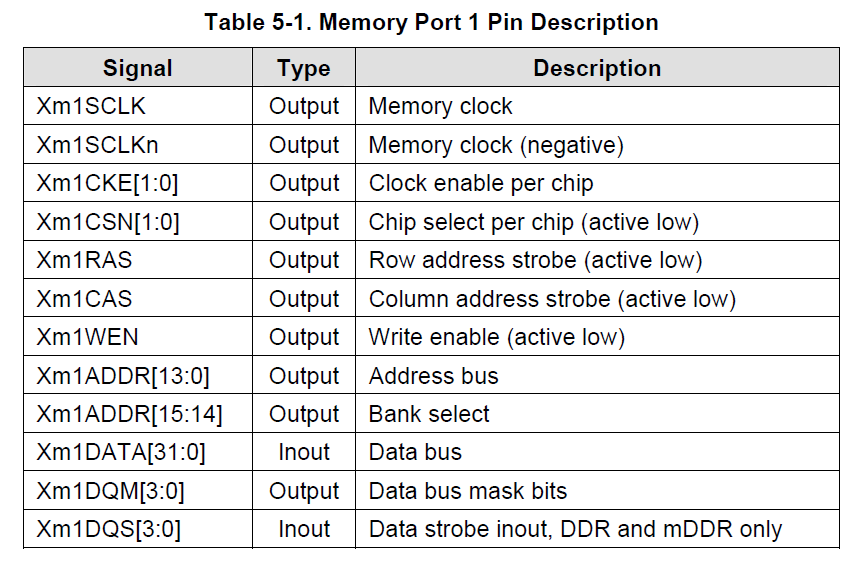 Table 5-1. Memory Port 1 Pin Description
Signal Type Description
Xm1SCLK Output Memory clock
Xm1SCLKn Output Memory clock (negative)
Xm1CKE[1:0] Output Clock enable per chip
Xm1CSN[1:0] Output Chip select per chip (active low)
Xm1RAS Output Row address strobe (active low)
Xm1CAS Output Column address strobe (active low)
Xm1WEN Output Write enable (active low)
Xm1ADDR[13:0] Output Address bus
Xm1ADDR[15:14] Output Bank select
Xm1DATA[31:0] Inout Data bus
Xm1DQM[3:0] Output Data bus mask bits
Xm1DQS[3:0] Inout Data strobe inout, DDR and mDDR only